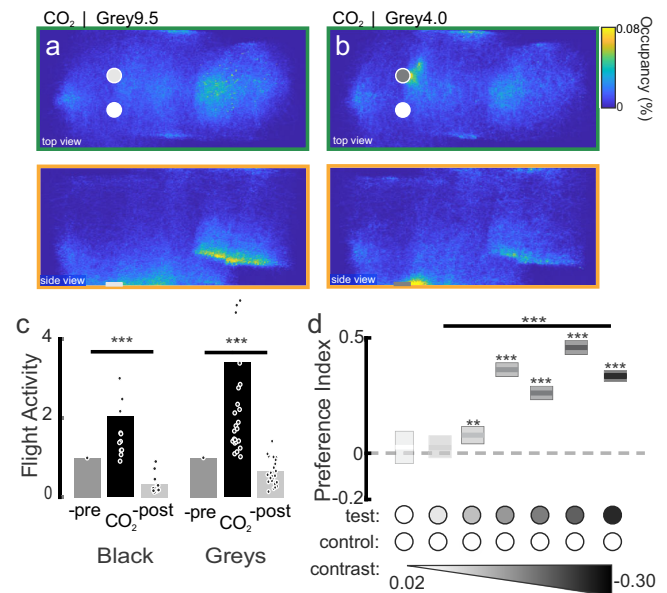 CO2 | Grey9.5
CO2 | Grey4.0
a
b
top view
top view
0.08
0
Occupancy (%)
side view
side view
c
Flight Activity
4
2
0
***
***
-pre
CO2
-post
-pre
CO2
-post
Black
Greys
d
Preference Index
0.5
0
-0.2
***
**
***
***
***
***
test:
control:
contrast:
0.02
-0.30